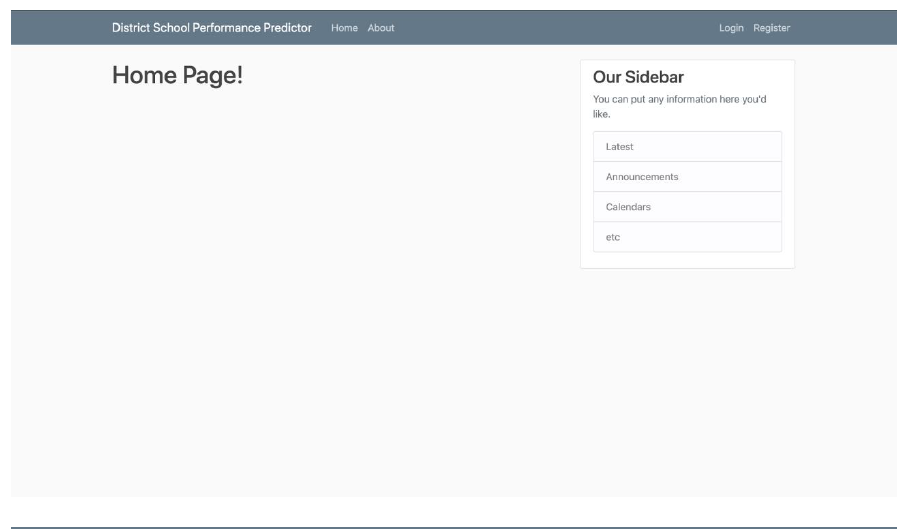 District School Performance Predictor Home About Login Register
Home Page!
Our Sidebar
You can put any information here you'd
like.
Latest
Announcements
Calendars
etc